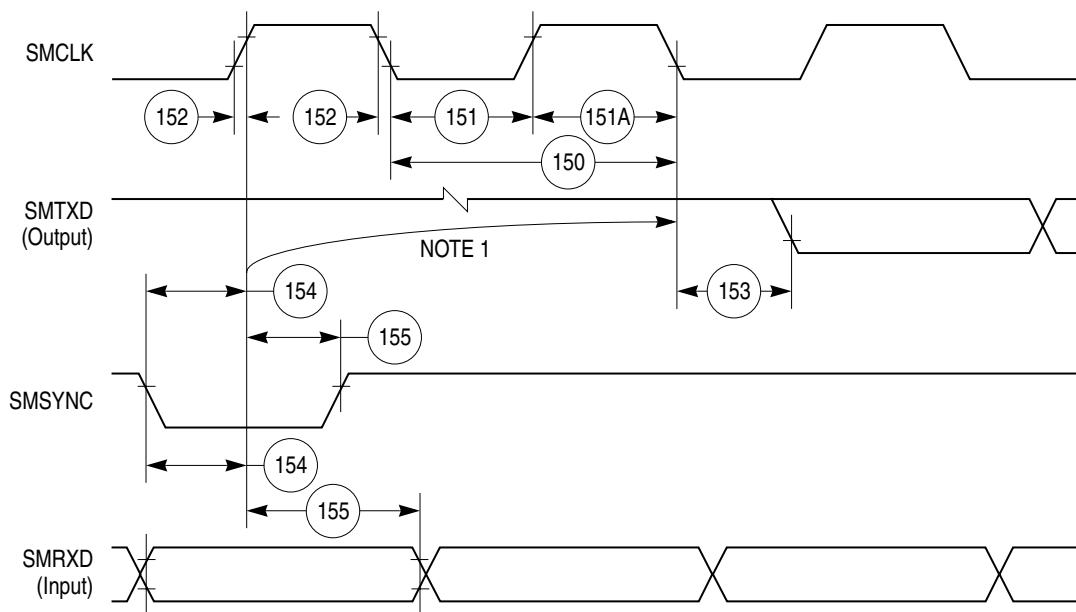 SMCLK
152
152
151
151A
150
SMTXD
(Output)
NOTE 1
154
153
155
SMSYNC
154
155
SMRXD
(Input)